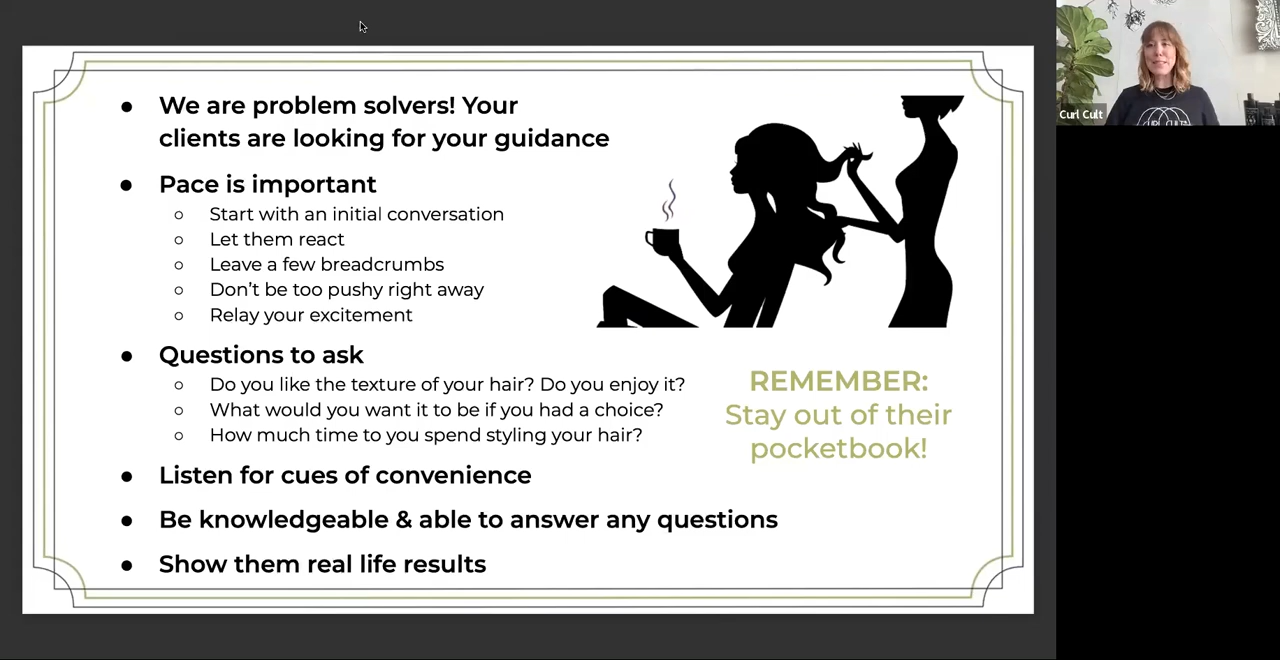 We are problem solvers! Your
clients are looking for your guidance
Pace is important
Start with an initial conversation
Let them react
Leave a few breadcrumbs
Don't be too pushy right away
Relay your excitement
Questions to ask
Do you like the texture of your hair? Do you enjoy it?
What would you want it to be if you had a choice?
How much time to you spend styling your hair?
Listen for cues of convenience
Be knowledgeable & able to answer any questions
Show them real life results
REMEMBER:
Stay out of their
pocketbook!
Curl Cult